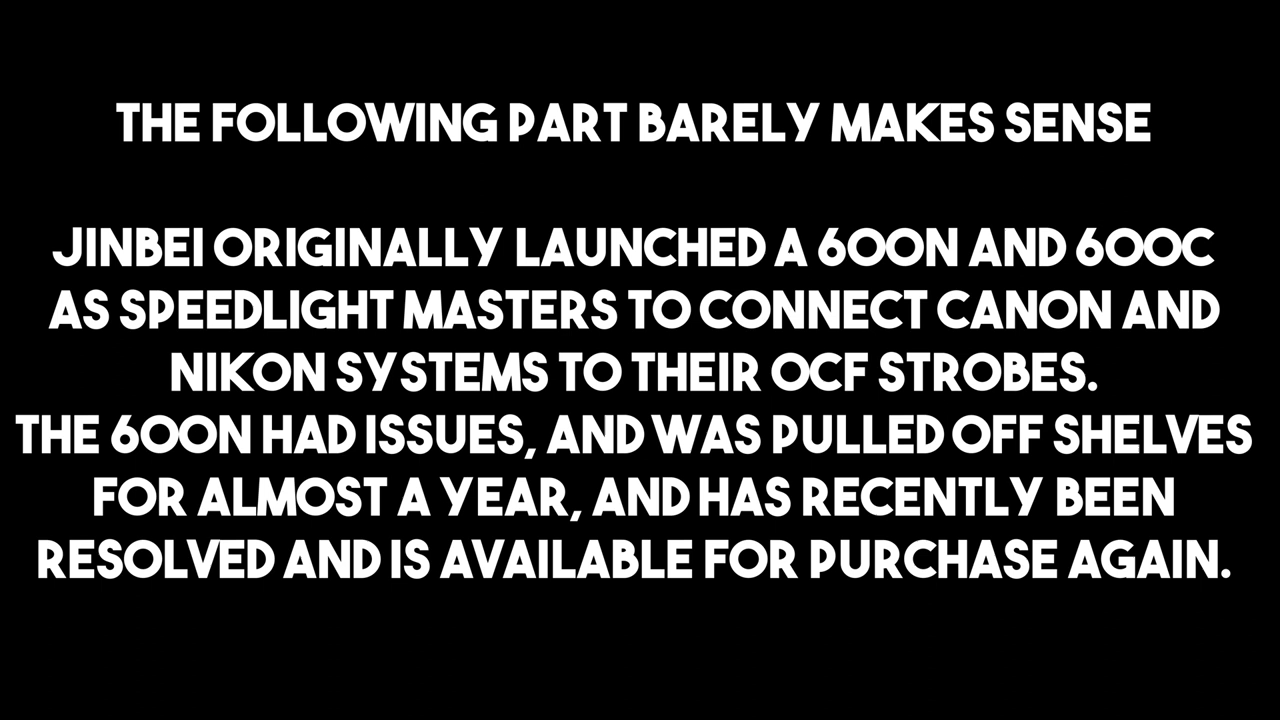 THE FOLLOWING PART BARELY MAKES SENSE
JINBEI ORIGINALLY LAUNCHED A 600N AND 600C
AS SPEEDLIGHT MASTERS TO CONNECT CANON AND
NIKON SYSTEMS TO THEIR OCF STROBES.
THE 600N HAD ISSUES, AND WAS PULLED OFF SHELVES
FOR ALMOST A YEAR, AND HAS RECENTLY BEEN
RESOLVED AND IS AVAILABLE FOR PURCHASE AGAIN.